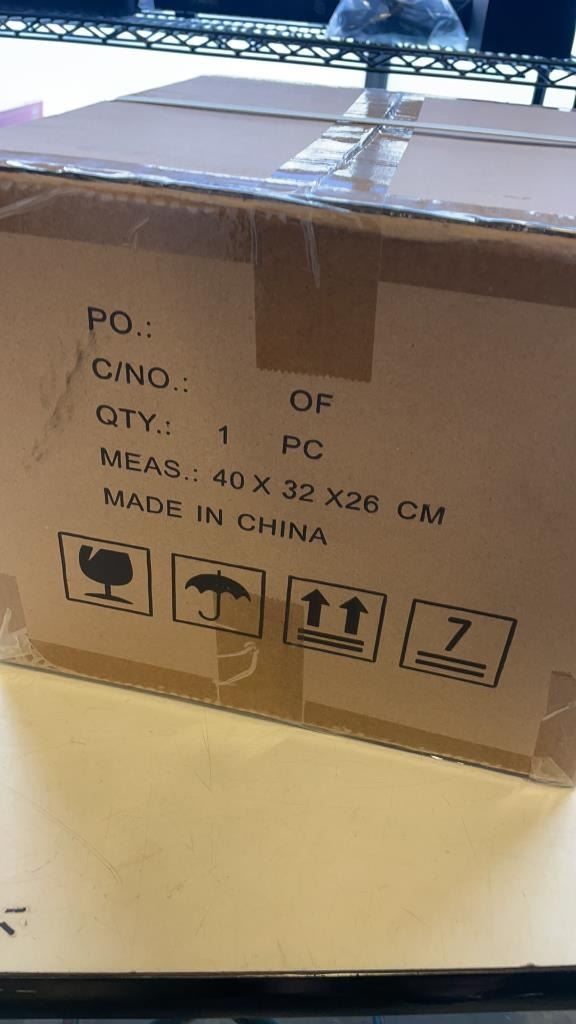 PO.:
C/NO.: OF
QTY.: 1 PC
MEAS.: 40 X 32 X26 CM
MADE IN CHINA
7